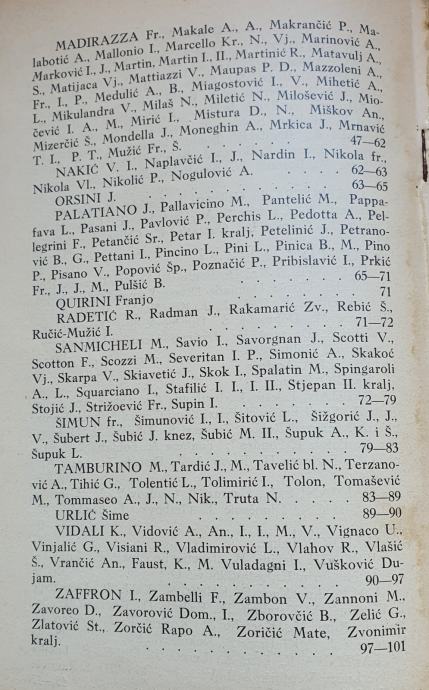 MADIRAZZA Fr., Makale A., A., Makrančić P., Ma-
labotić A., Mallonio I., Marcello Kr., N., Vj., Marinović A.,
Marković I., J., Martin, Martin I., II., Martinić R., Matavulj A.,
S., Matijaca Vj., Mattiazzi V., Maupas P. D., Mazzoleni A.,
Fr., I., P., Medulić A., B., Miagostović I., V., Mihetić A.,
L., Mikulandra V., Milaš N., Miletić N., Milošević J., Mio-
čević I. A., M., Mirić I., Mistura D., N., Miškov An.,
Mizerčić Š., Mondella J., Moneghin A., Mrkica J., Mrnavić
T. I., P. T., Mužić Fr., Š. . . . . . . . 47—62
NAKIĆ V. I., Naplavčić I., J., Nardin I., Nikola fr.,
Nikola Vl., Nikolić P., Nogulović A. . . . . . 62—63
ORSINI J. . . . . . . . . . . . 63—65
PALATIANO J., Pallavicino M., Pantelić M., Pappa-
fava L., Pasani J., Pavlović P., Perchis L., Pedotta A., Pel-
legrini F., Petančić Sr., Petar I. kralj, Petelinić J., Petrano-
vić B., G., Pettani I., Pincino L., Pini L., Pinica B., M., Pino
P., Pisano V., Popović Šp., Poznačić P., Pribislavić I., Prkić
Fr., J., J., M., Pulšić B. . . . . . . . 65—71
QUIRINI Franjo . . . . . . . . . . 71
RADETIĆ R., Radman J., Rakamarić Zv., Rebić Š.,
Ručić-Mužić I. . . . . . . . . . 71—72
SANMICHELI M., Savio I., Savorgnan J., Scotti V.,
Scotton F., Scozzi M., Severitan I. P., Simonić A., Skakoć
Vj., Skarpa V., Skiavetić J., Skok I., Spalatin M., Spingaroli
A., L., Squarciano I., Stafilić I. I., I. II., Stjepan II. kralj,
Stojić J., Strižoević Fr., Supin I. . . . . . 72—79
ŠIMUN fr., Šimunović I., I., Šitović L., Šižgorić J., J.,
V., Šubert J., Šubić J. knez, Šubić M. II., Šupuk A., K. i Š.,
Šupuk L. . . . . . . . . . . 79—83
TAMBURINO M., Tardić J., M., Tavelić bl. N., Terzano-
vić A., Tihić G., Tolentić L., Tolimirić I., Tolon, Tomašević
M., Tommaseo A., J., N., Nik., Truta N. . . . . 83—89
URLIĆ Šime . . . . . . . . . . 89—90
VIDALI K., Vidović A., An., I., I., M., V., Vignaco U.,
Vinjalić G., Visiani R., Vladimirović L., Vlahov R., Vlašić
Š., Vrančić An., Faust, K., M. Vuladagni I., Vušković Du-
jam. . . . . . . . . . . 90—97
ZAFFRON I., Zambelli F., Zambon V., Zannoni M.,
Zavoreo D., Zavorović Dom., I., Zborovčić B., Zelić G.,
Zlatović St., Zorčić Rapo A., Zoričić Mate, Zvonimir
kralj. . . . . . . . . . . 97—101